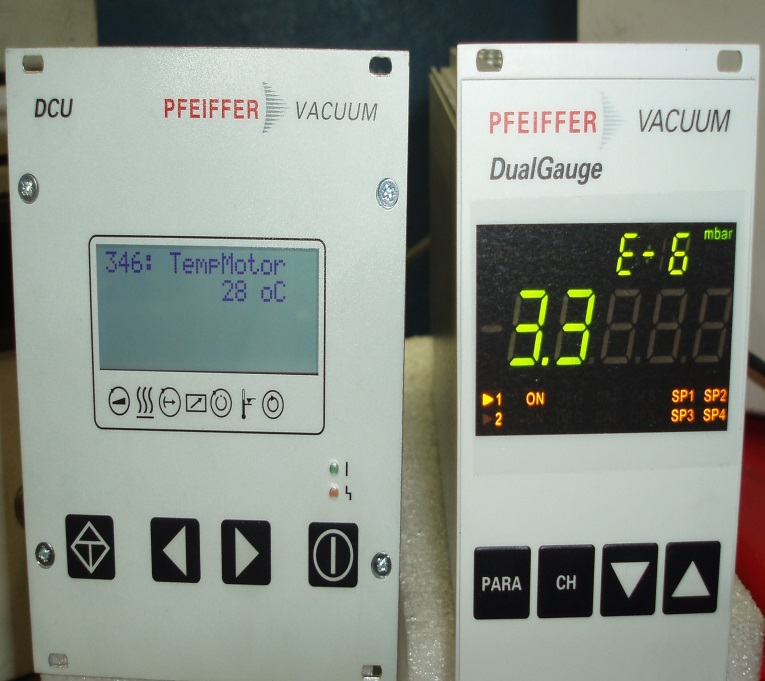 DCU PFEIFFER VACUUM
346: TempMotor
28 oC
PFEIFFER VACUUM
DualGauge
mbar
E-6
3.3
1 ON SP1 SP2
2 SP3 SP4
PARA CH